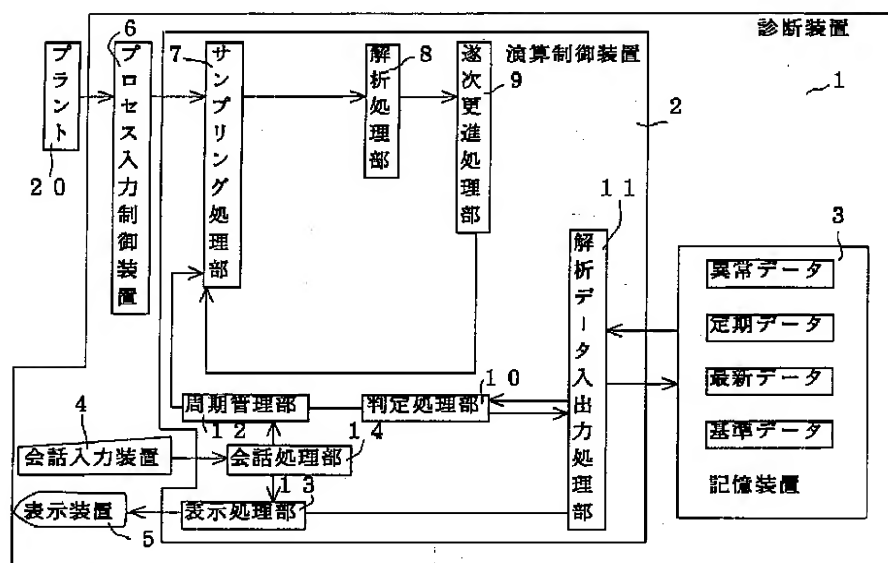 診断装置
1
プラント
20
6
プロセス入力制御装置
演算制御装置
2
7
サンプリング処理部
解析処理部
8
逐次更進処理部
9
11
解析データ入出力処理部
3
異常データ
定期データ
最新データ
基準データ
記憶装置
周期管理部
12
判定処理部
10
4
会話入力装置
会話処理部
14
表示装置
5
表示処理部
13